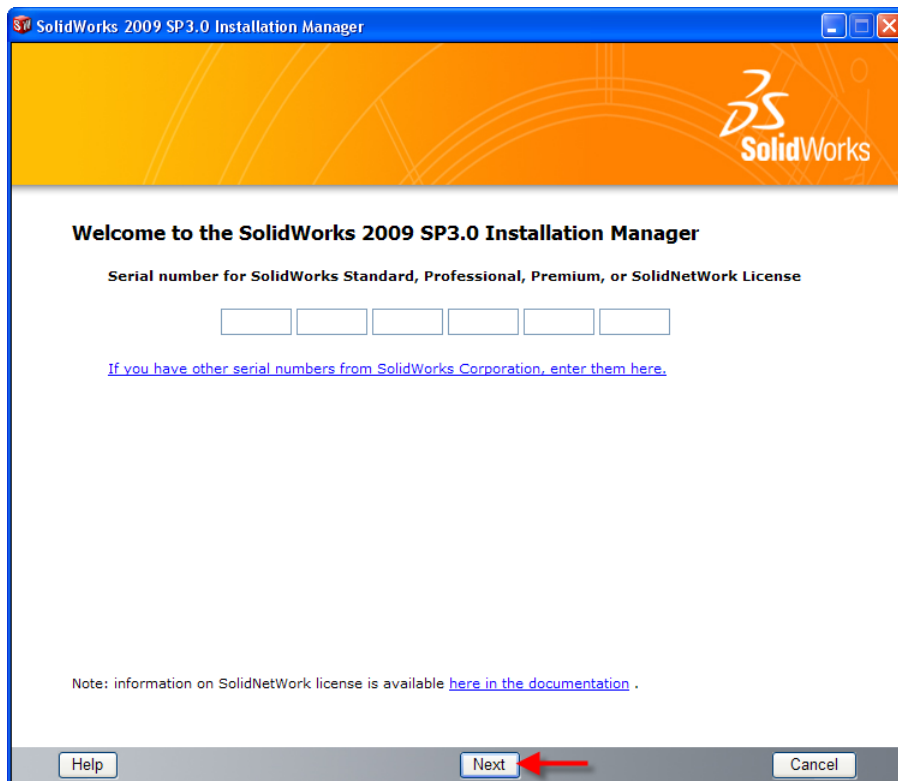 SolidWorks 2009 SP3.0 Installation Manager
SolidWorks
Welcome to the SolidWorks 2009 SP3.0 Installation Manager
Serial number for SolidWorks Standard, Professional, Premium, or SolidNetWork License
If you have other serial numbers from SolidWorks Corporation, enter them here.
Note: information on SolidNetWork license is available here in the documentation .
Help
Next
Cancel